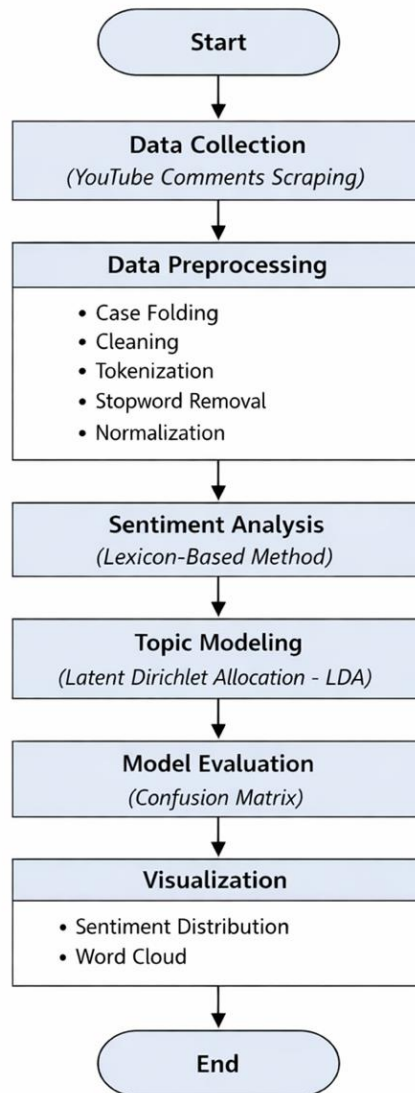 Start
Data Collection
(YouTube Comments Scraping)
Data Preprocessing
• Case Folding
• Cleaning
• Tokenization
• Stopword Removal
• Normalization
Sentiment Analysis
(Lexicon-Based Method)
Topic Modeling
(Latent Dirichlet Allocation - LDA)
Model Evaluation
(Confusion Matrix)
Visualization
• Sentiment Distribution
• Word Cloud
End